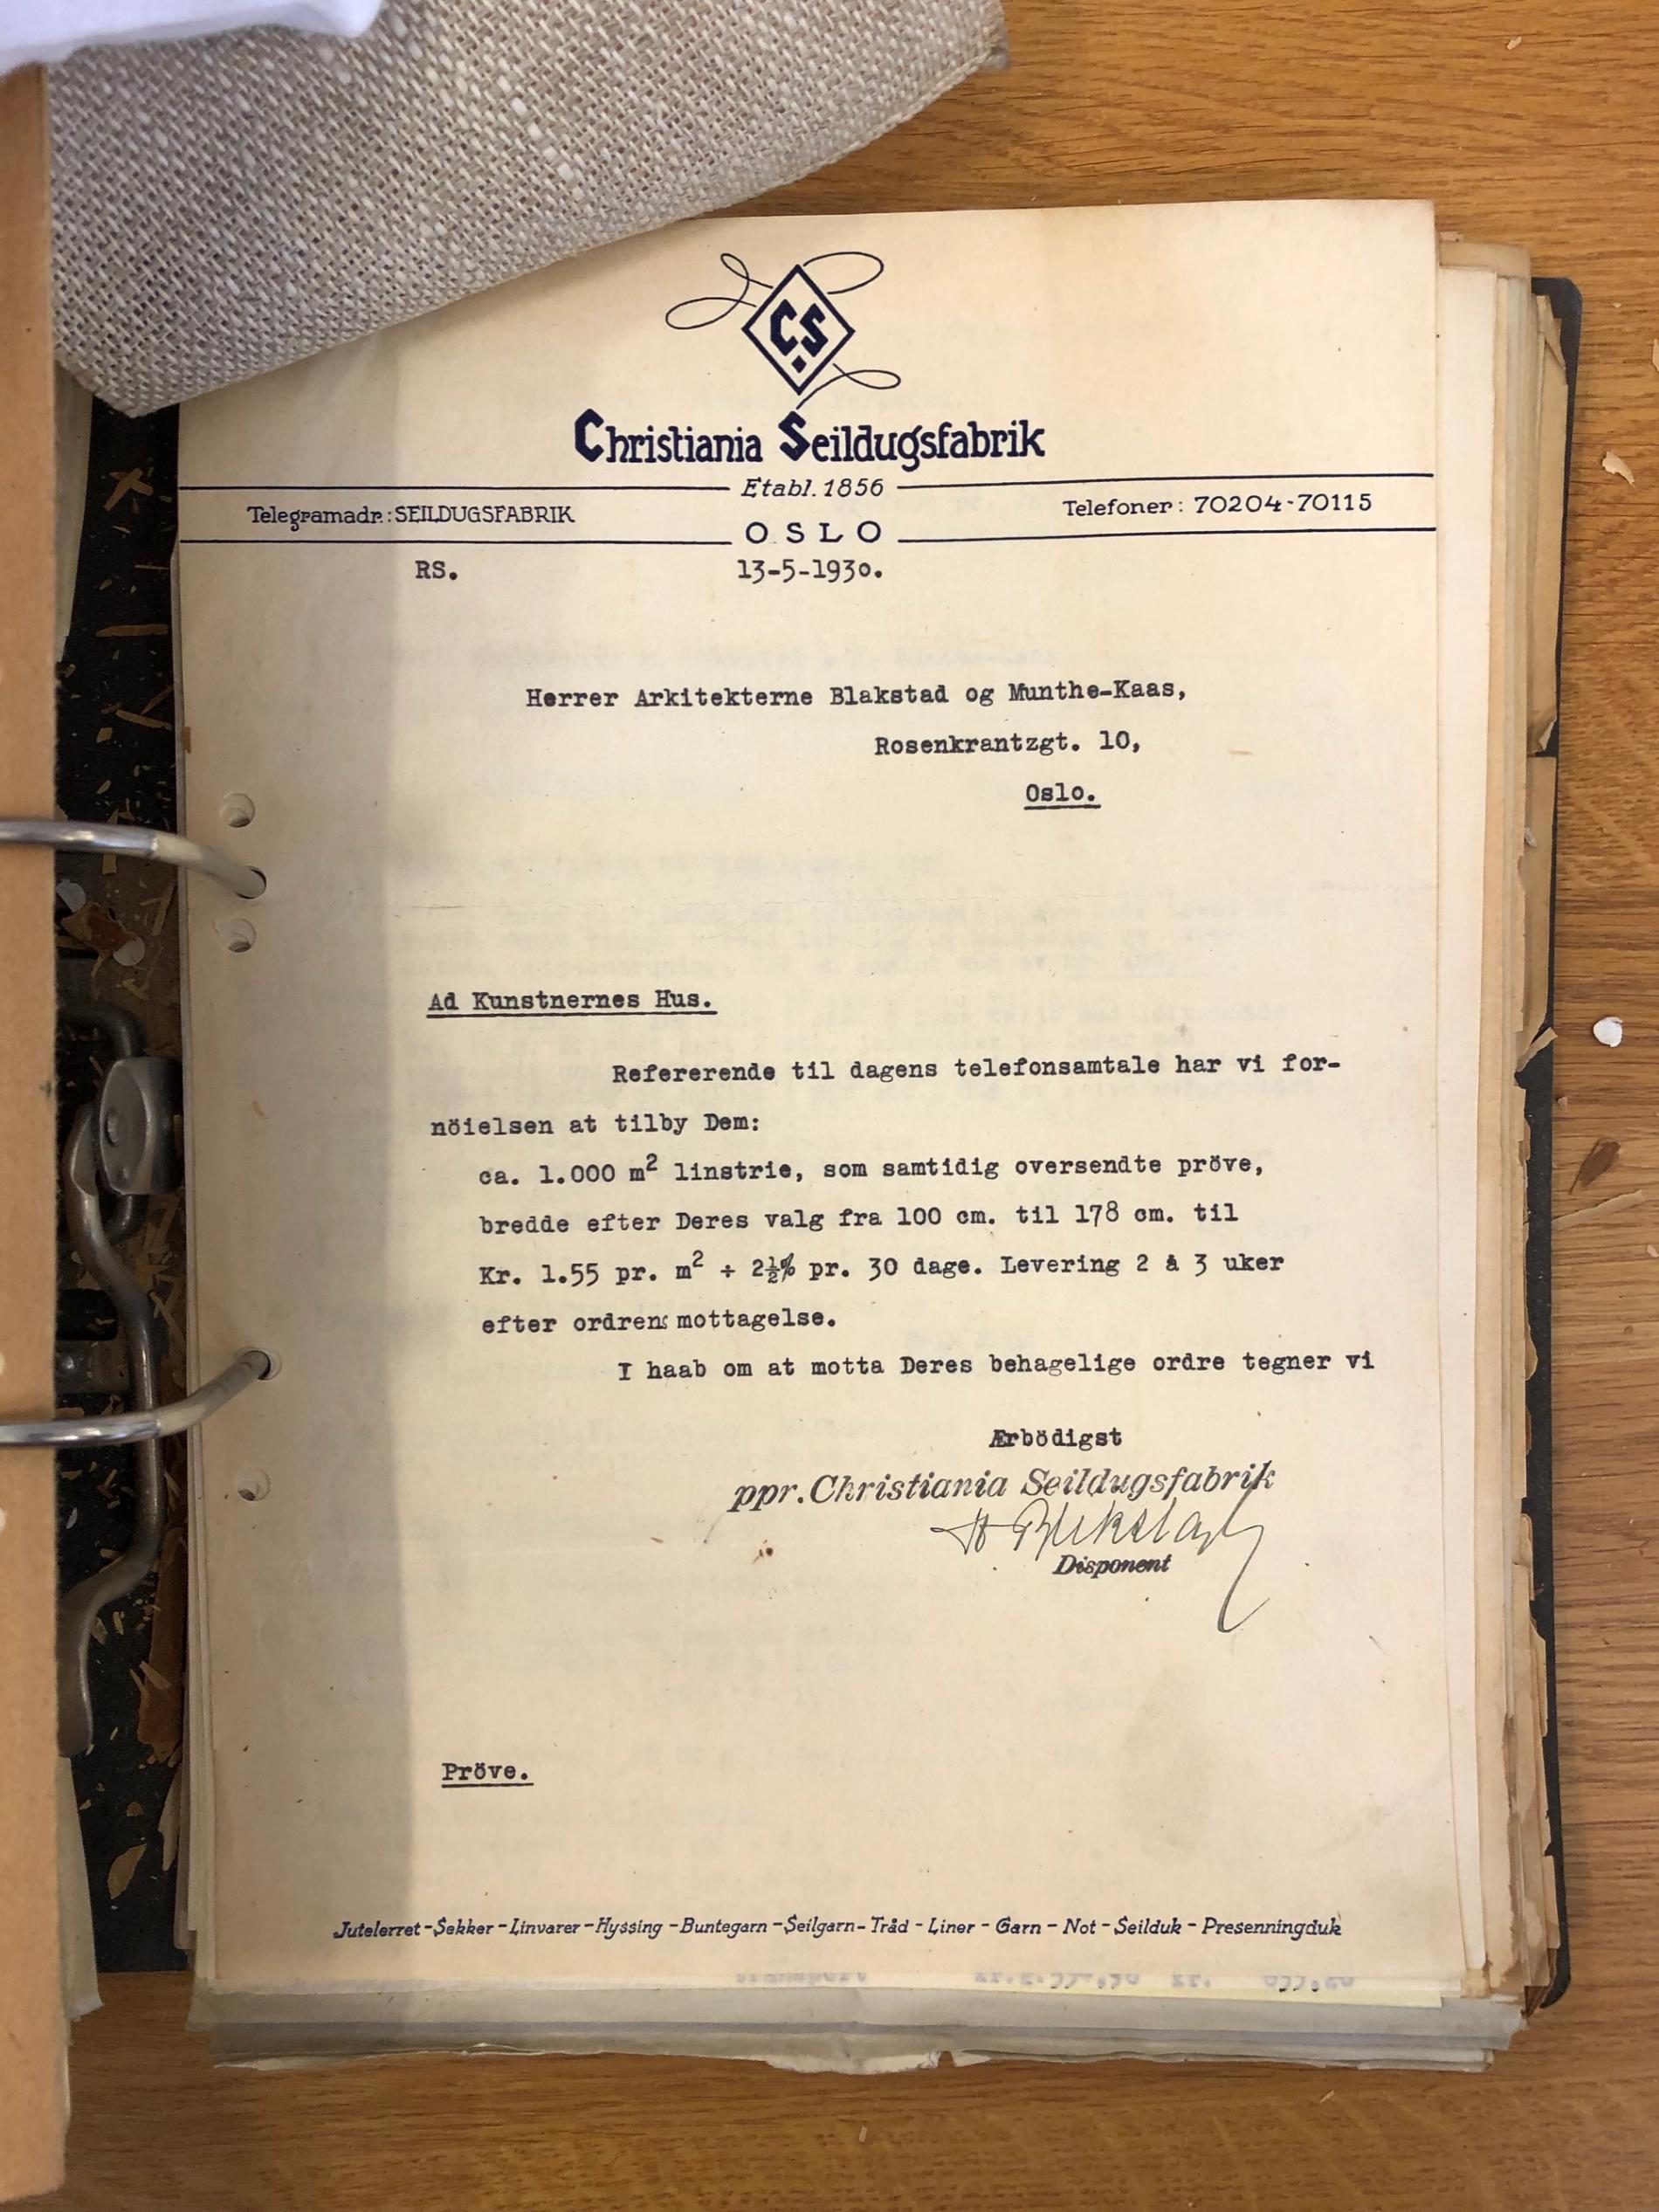 C.S
Christiania Seildugsfabrik
Etabl. 1856
Telegramadr.: SEILDUGSFABRIK
Telefoner: 70204-70115
OSLO
RS.
13-5-1930.
Herrer Arkitekterne Blakstad og Munthe-Kaas,
Rosenkrantzgt. 10,
Oslo.
Ad Kunstnernes Hus.
Refererende til dagens telefonsamtale har vi for-
nöielsen at tilby Dem:
ca. 1.000 m² linstrie, som samtidig oversendte pröve,
bredde efter Deres valg fra 100 cm. til 178 cm. til
Kr. 1.55 pr. m² ÷ 2½% pr. 30 dage. Levering 2 à 3 uker
efter ordrens mottagelse.
I haab om at motta Deres behagelige ordre tegner vi
Ærbödigst
ppr. Christiania Seildugsfabrik
Disponent
Pröve.
Jutelerret - Sekker - Linvarer - Hyssing - Buntegarn - Seilgarn - Tråd - Liner - Garn - Not - Seilduk - Presenningduk